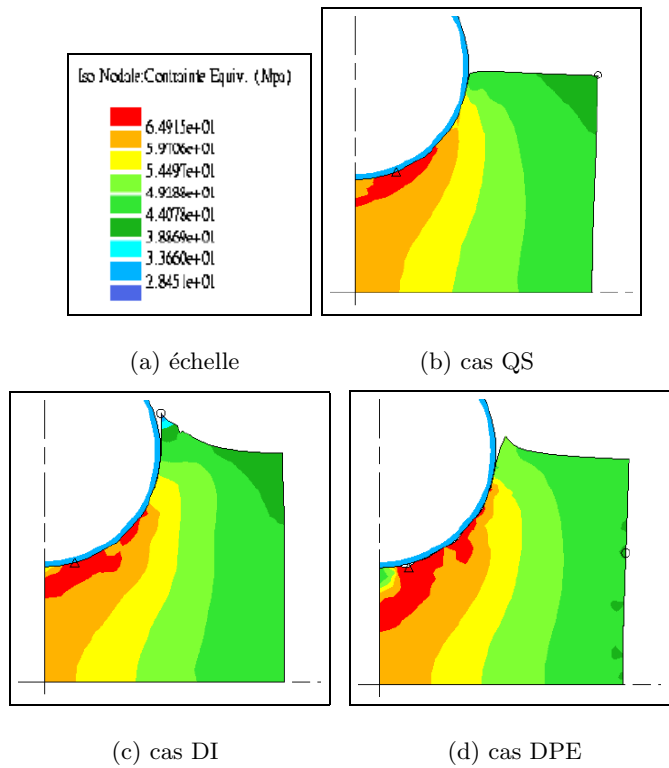 Iso Nodale:Contrainte Equiv. (Mpa)
6.4915e+01
5.9706e+01
5.4497e+01
4.9288e+01
4.4078e+01
3.8869e+01
3.3660e+01
2.8451e+01
(a) échelle
(b) cas QS
(c) cas DI
(d) cas DPE